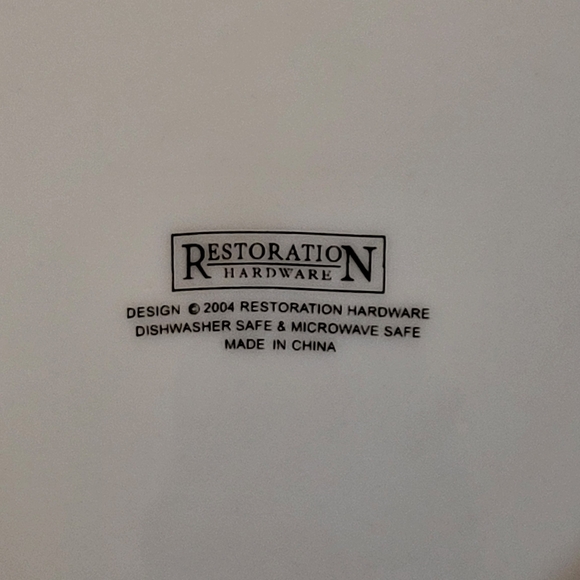 RESTORATION
HARDWARE
DESIGN © 2004 RESTORATION HARDWARE
DISHWASHER SAFE & MICROWAVE SAFE
MADE IN CHINA